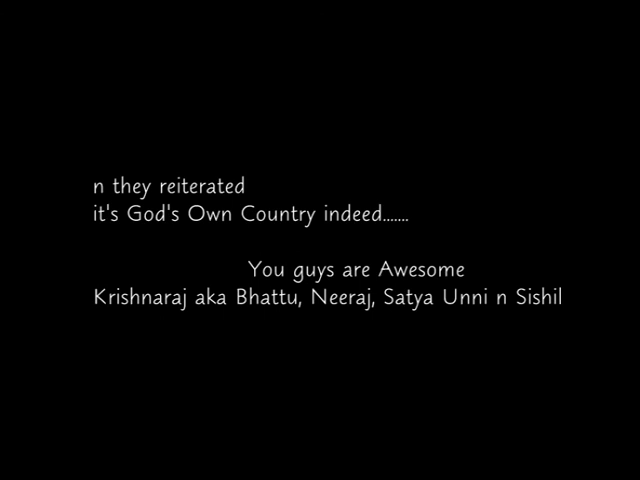 n they reiterated
it's God's Own Country indeed.......
You guys are Awesome
Krishnaraj aka Bhattu, Neeraj, Satya Unni n Sishil